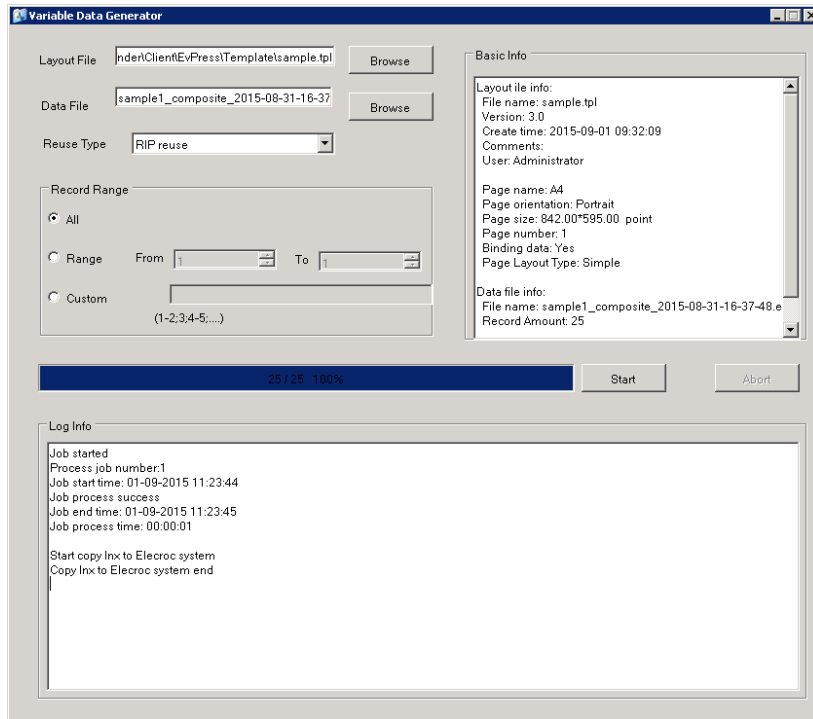 Variable Data Generator
Layout File
nder\Client\EvPress\Template\sample.tpl
Browse
Data File
sample1_composite_2015-08-31-16-37
Browse
Reuse Type
RIP reuse
Record Range
All
Range From 1 To 1
Custom
(1-2;3;4-5;....)
Basic Info
Layout ile info:
File name: sample.tpl
Version: 3.0
Create time: 2015-09-01 09:32:09
Comments:
User: Administrator
Page name: A4
Page orientation: Portrait
Page size: 842.00*595.00 point
Page number: 1
Binding data: Yes
Page Layout Type: Simple
Data file info:
File name: sample1_composite_2015-08-31-16-37-48.e
Record Amount: 25
25 / 25 100%
Start
Abort
Log Info
Job started
Process job number:1
Job start time: 01-09-2015 11:23:44
Job process success
Job end time: 01-09-2015 11:23:45
Job process time: 00:00:01
Start copy lnx to Elecroc system
Copy lnx to Elecroc system end